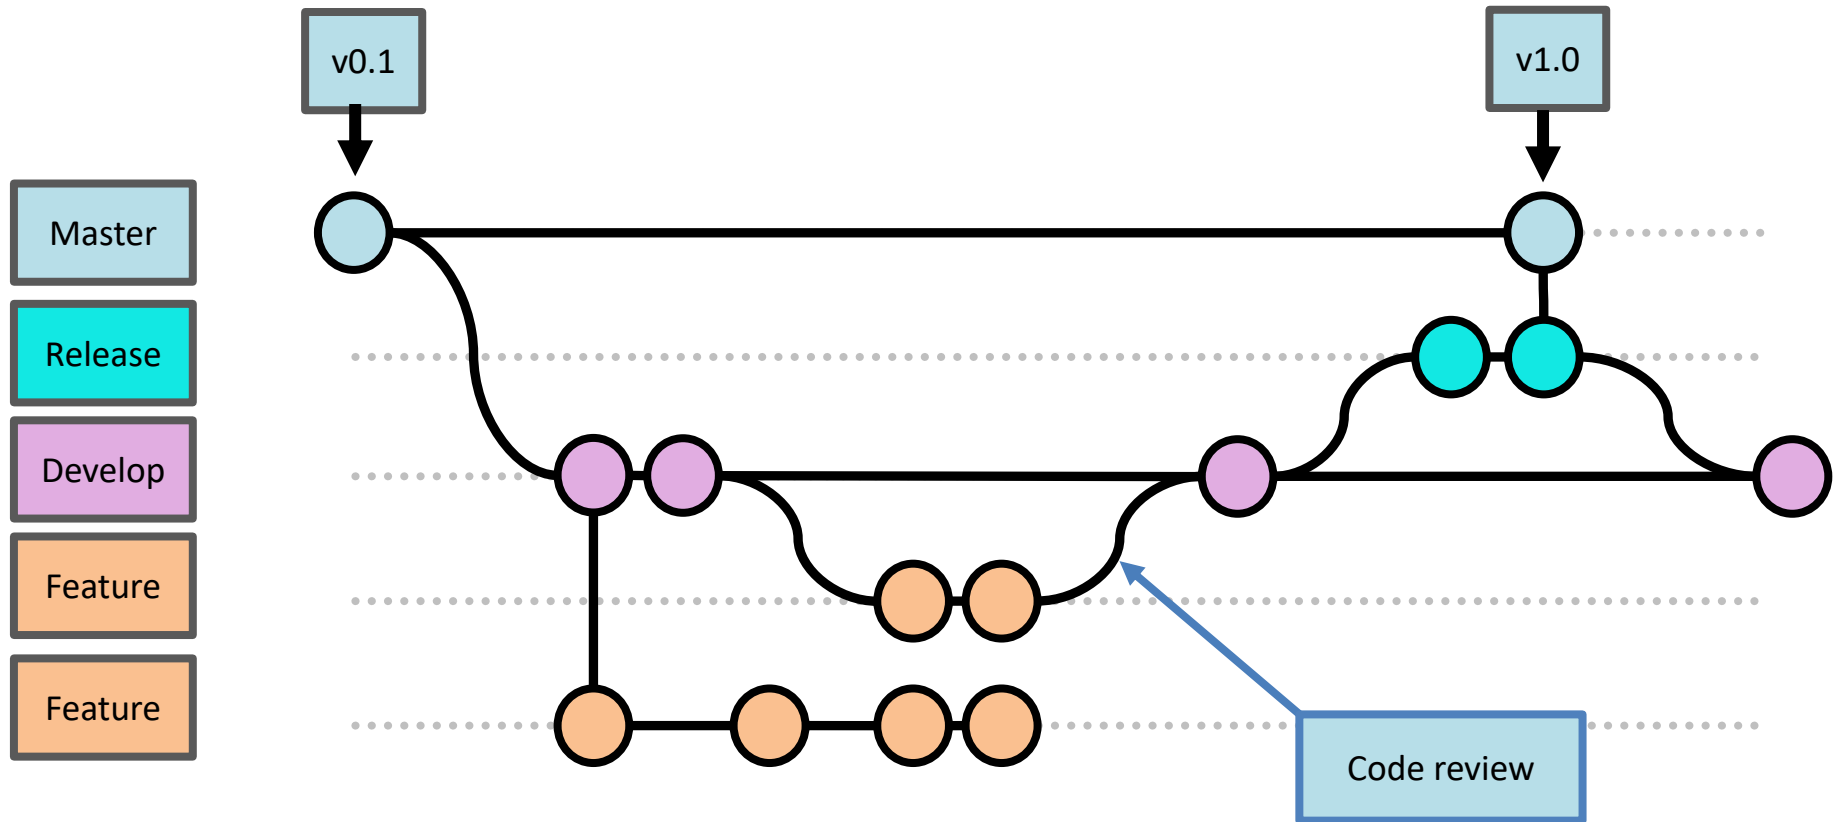 v0.1
v1.0
Master
Release
Develop
Feature
Feature
Code review